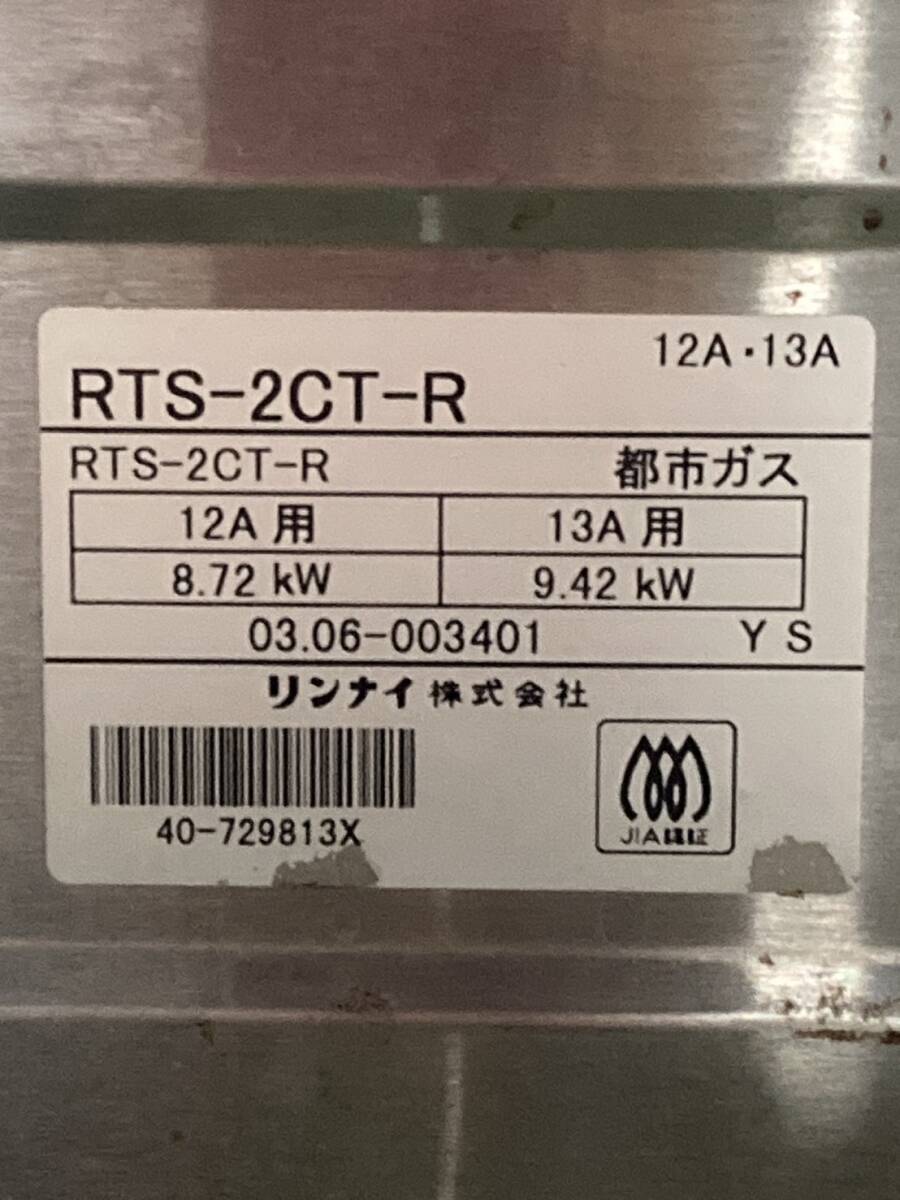 12A・13A
RTS-2CT-R
RTS-2CT-R 都市ガス
12A 用 13A 用
8.72 kW 9.42 kW
03.06-003401 Y S
リンナイ 株式会社
40-729813X
JIA認証